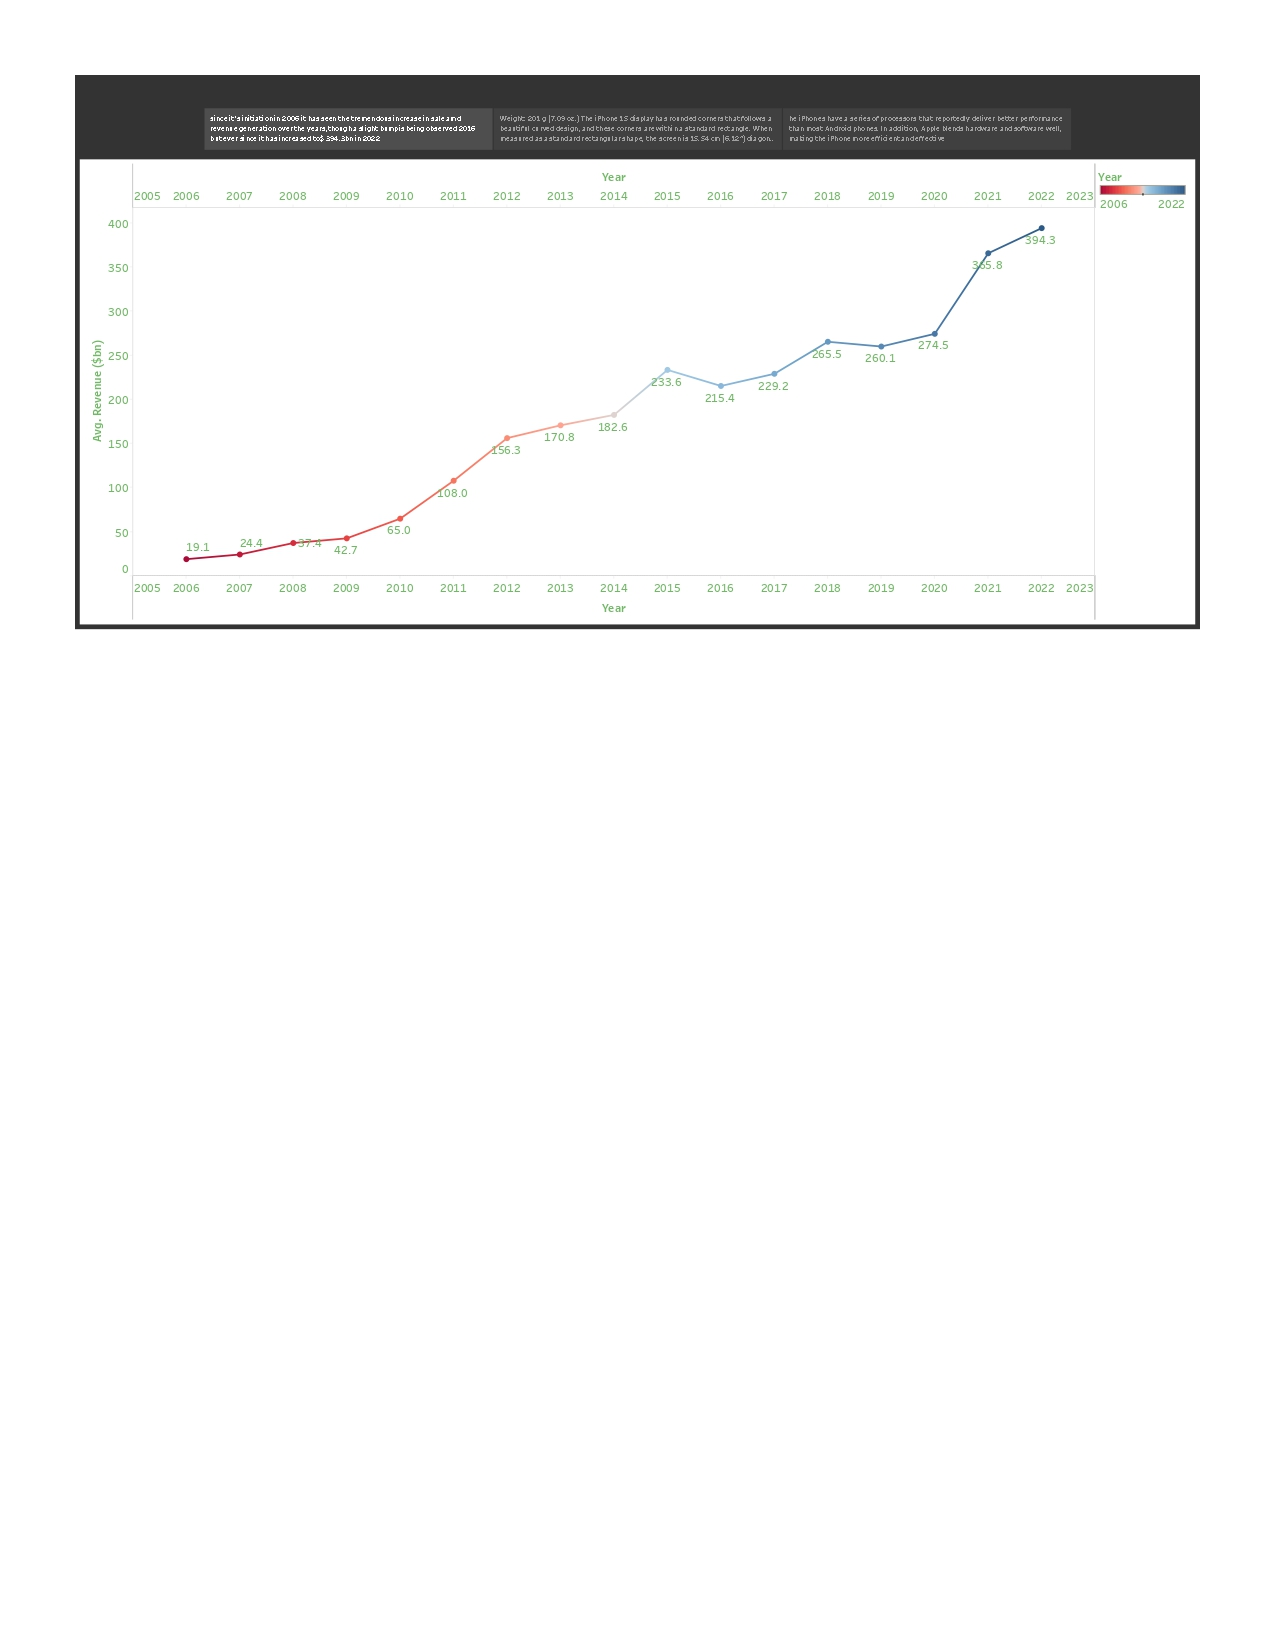 since it's initiation in 2006 it has seen the tremendous increase in sale amd
revenue generation over the years, thoug ha slight bump is being observed 2016
but ever since it has increased to $ 394.3bn in 2022
Weight: 201 g (7.09 oz.) The iPhone 15 display has rounded corners that follows a
beautiful curved design, and these corners are within a standard rectangle. When
measured as a standard rectangular shape, the screen is 15.54 cm (6.12") diagon..
he iPhones have a series of processors that reportedly deliver better performance
than most Android phones. In addition, Apple blends hardware and software well,
making the iPhone more efficient and effective
Year
2005 2006 2007 2008 2009 2010 2011 2012 2013 2014 2015 2016 2017 2018 2019 2020 2021 2022 2023
Year
2006 2022
Avg. Revenue ($bn)
400
350
300
250
200
150
100
50
0
19.1
24.4
37.4
42.7
65.0
108.0
156.3
170.8
182.6
233.6
215.4
229.2
265.5
260.1
274.5
365.8
394.3
2005 2006 2007 2008 2009 2010 2011 2012 2013 2014 2015 2016 2017 2018 2019 2020 2021 2022 2023
Year